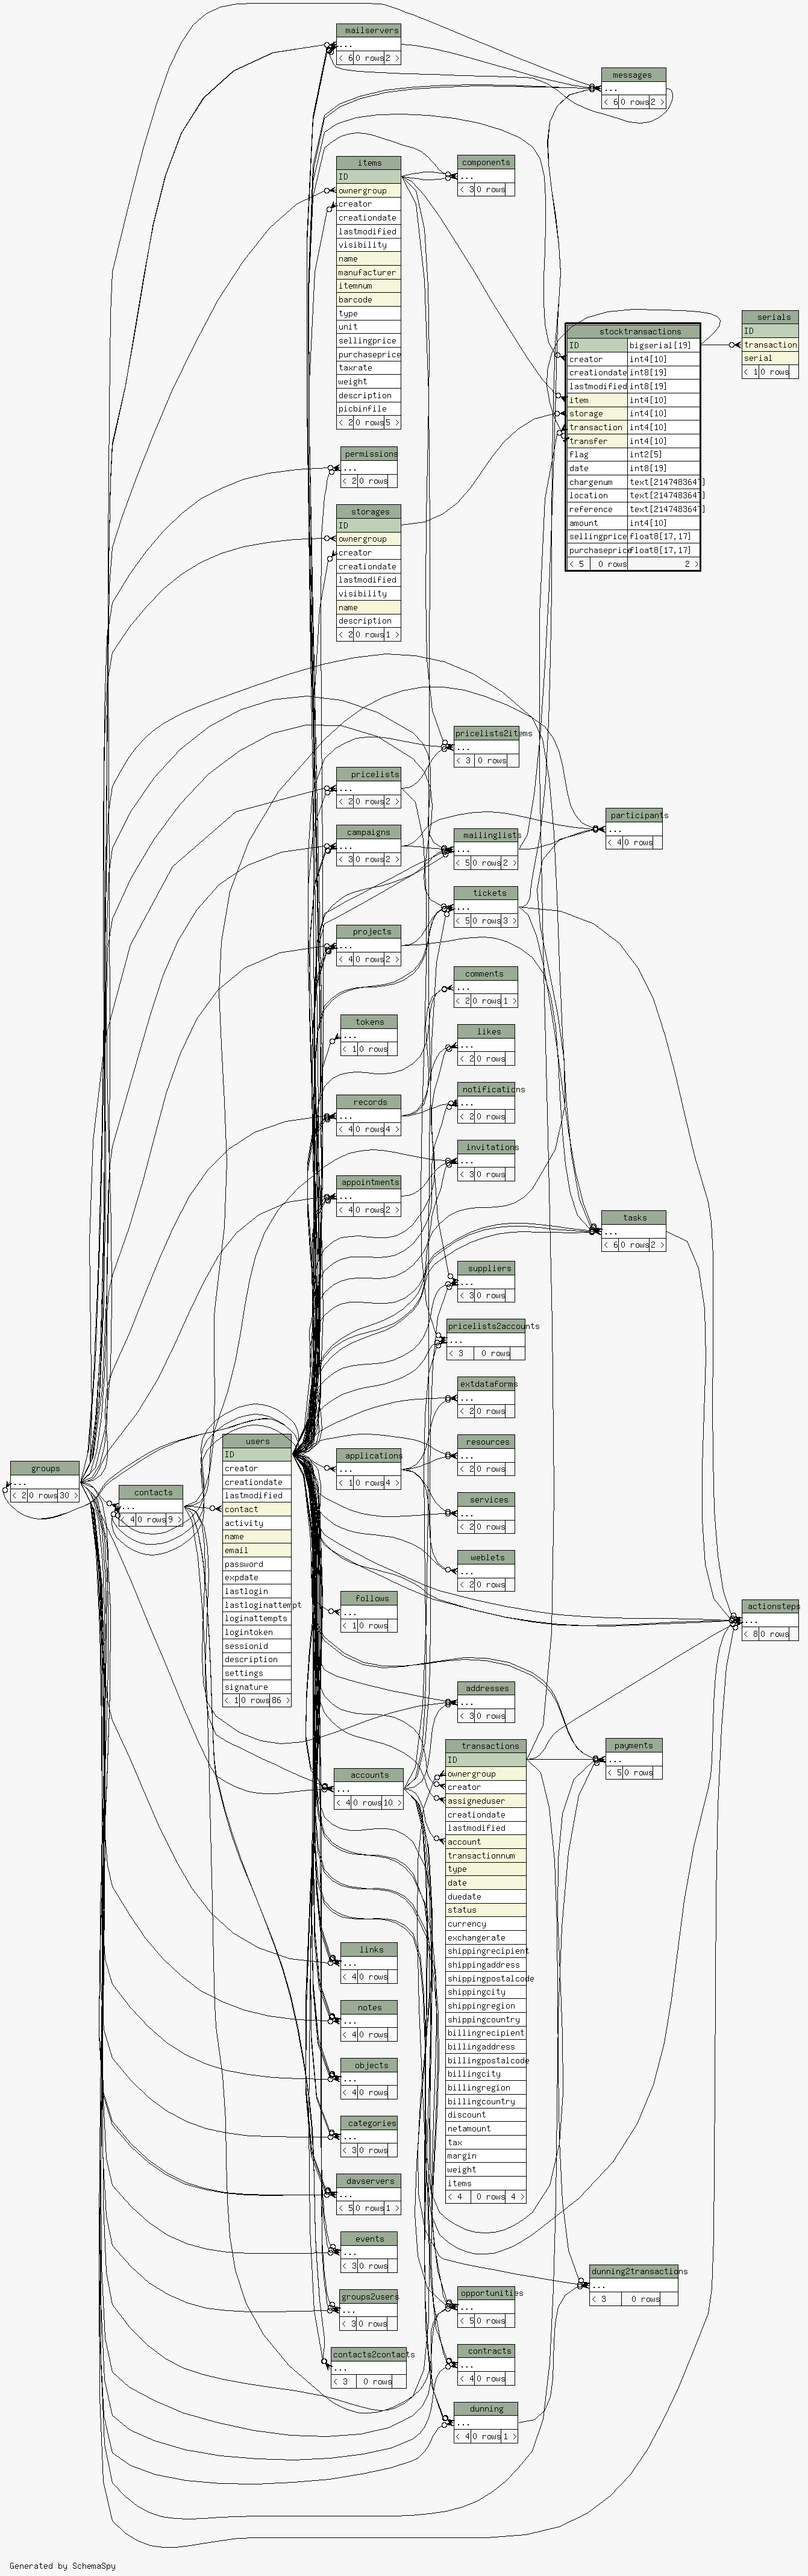 mailservers
...
< 6 0 rows 2 >
messages
...
< 6 0 rows 2 >
items
ID
ownergroup
creator
creationdate
lastmodified
visibility
name
manufacturer
itemnum
barcode
type
unit
sellingprice
purchaseprice
taxrate
weight
description
picbinfile
< 2 0 rows 5 >
components
...
< 3 0 rows
stocktransactions
ID bigserial[19]
creator int4[10]
creationdate int8[19]
lastmodified int8[19]
item int4[10]
storage int4[10]
transaction int4[10]
transfer int4[10]
flag int2[5]
date int8[19]
chargenum text[2147483647]
location text[2147483647]
reference text[2147483647]
amount int4[10]
sellingprice float8[17,17]
purchaseprice float8[17,17]
< 5 0 rows 2 >
serials
ID
transaction
serial
< 1 0 rows
permissions
...
< 2 0 rows
storages
ID
ownergroup
creator
creationdate
lastmodified
visibility
name
description
< 2 0 rows 1 >
pricelists2items
...
< 3 0 rows
pricelists
...
< 2 0 rows 2 >
participants
...
< 4 0 rows
campaigns
...
< 3 0 rows 2 >
mailinglists
...
< 5 0 rows 2 >
tickets
...
< 5 0 rows 3 >
projects
...
< 4 0 rows 2 >
comments
...
< 2 0 rows 1 >
tokens
...
< 1 0 rows
likes
...
< 2 0 rows
records
...
< 4 0 rows 4 >
notifications
...
< 2 0 rows
invitations
...
< 3 0 rows
appointments
...
< 4 0 rows 2 >
tasks
...
< 6 0 rows 2 >
suppliers
...
< 3 0 rows
pricelists2accounts
...
< 3 0 rows
extdataforms
...
< 2 0 rows
groups
...
< 2 0 rows 30 >
contacts
...
< 4 0 rows 9 >
users
ID
creator
creationdate
lastmodified
contact
activity
name
email
password
expdate
lastlogin
lastloginattempt
loginattempts
logintoken
sessionid
description
settings
signature
< 1 0 rows 86 >
applications
...
< 1 0 rows 4 >
resources
...
< 2 0 rows
services
...
< 2 0 rows
weblets
...
< 2 0 rows
follows
...
< 1 0 rows
actionsteps
...
< 8 0 rows
addresses
...
< 3 0 rows
accounts
...
< 4 0 rows 10 >
transactions
ID
ownergroup
creator
assigneduser
creationdate
lastmodified
account
transactionnum
type
date
duedate
status
currency
exchangerate
shippingrecipient
shippingaddress
shippingpostalcode
shippingcity
shippingregion
shippingcountry
billingrecipient
billingaddress
billingpostalcode
billingcity
billingregion
billingcountry
discount
netamount
tax
margin
weight
items
< 4 0 rows 4 >
payments
...
< 5 0 rows
links
...
< 4 0 rows
notes
...
< 4 0 rows
objects
...
< 4 0 rows
categories
...
< 3 0 rows
davservers
...
< 5 0 rows 1 >
events
...
< 3 0 rows
groups2users
...
< 3 0 rows
contacts2contacts
...
< 3 0 rows
dunning2transactions
...
< 3 0 rows
opportunities
...
< 5 0 rows
contracts
...
< 4 0 rows
dunning
...
< 4 0 rows 1 >
Generated by SchemaSpy